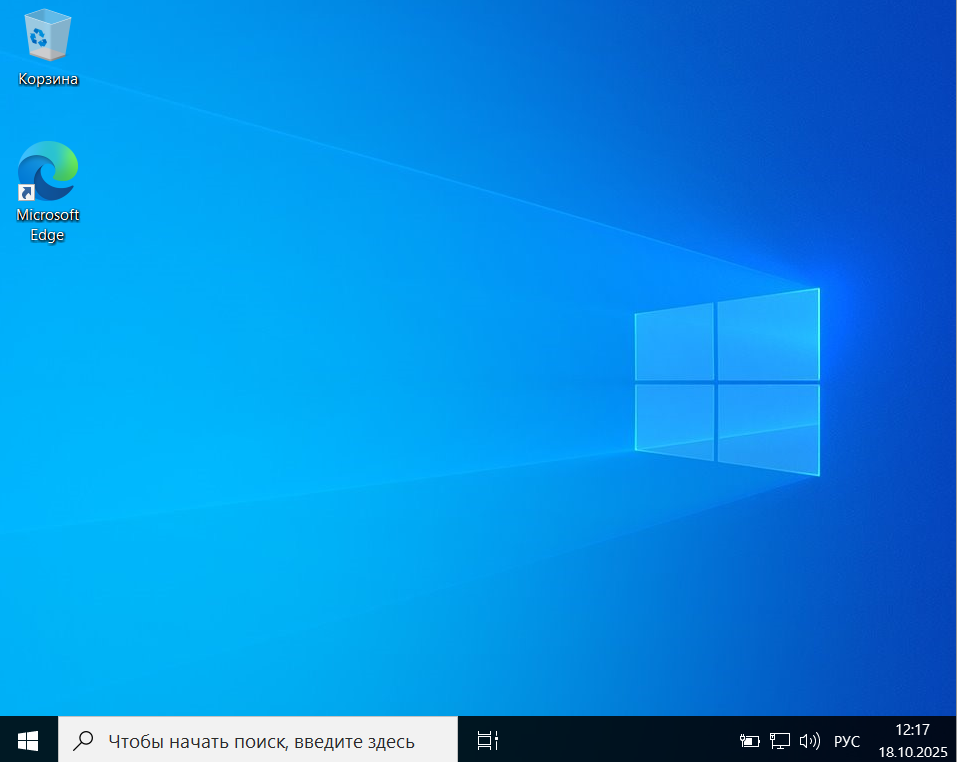 Корзина
Microsoft
Edge
Чтобы начать поиск, введите здесь
РУС
12:17
18.10.2025